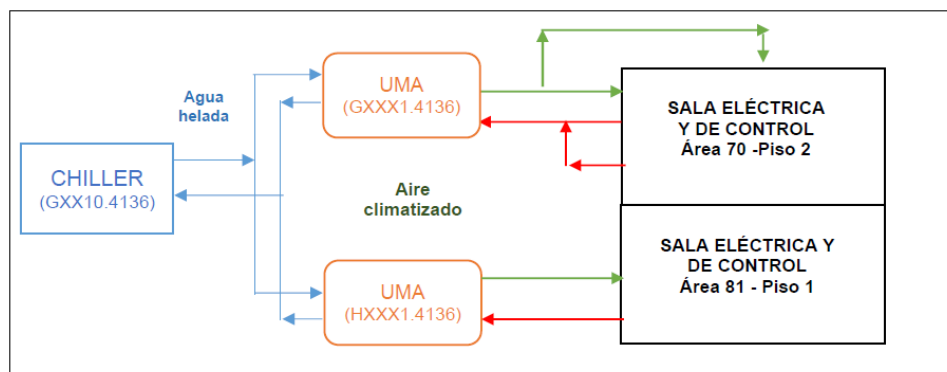 Agua
helada
CHILLER
(GXX10.4136)
UMA
(GXXX1.4136)
Aire
climatizado
UMA
(HXXX1.4136)
SALA ELÉCTRICA
Y DE CONTROL
Área 70 -Piso 2
SALA ELÉCTRICA Y
DE CONTROL
Área 81 - Piso 1